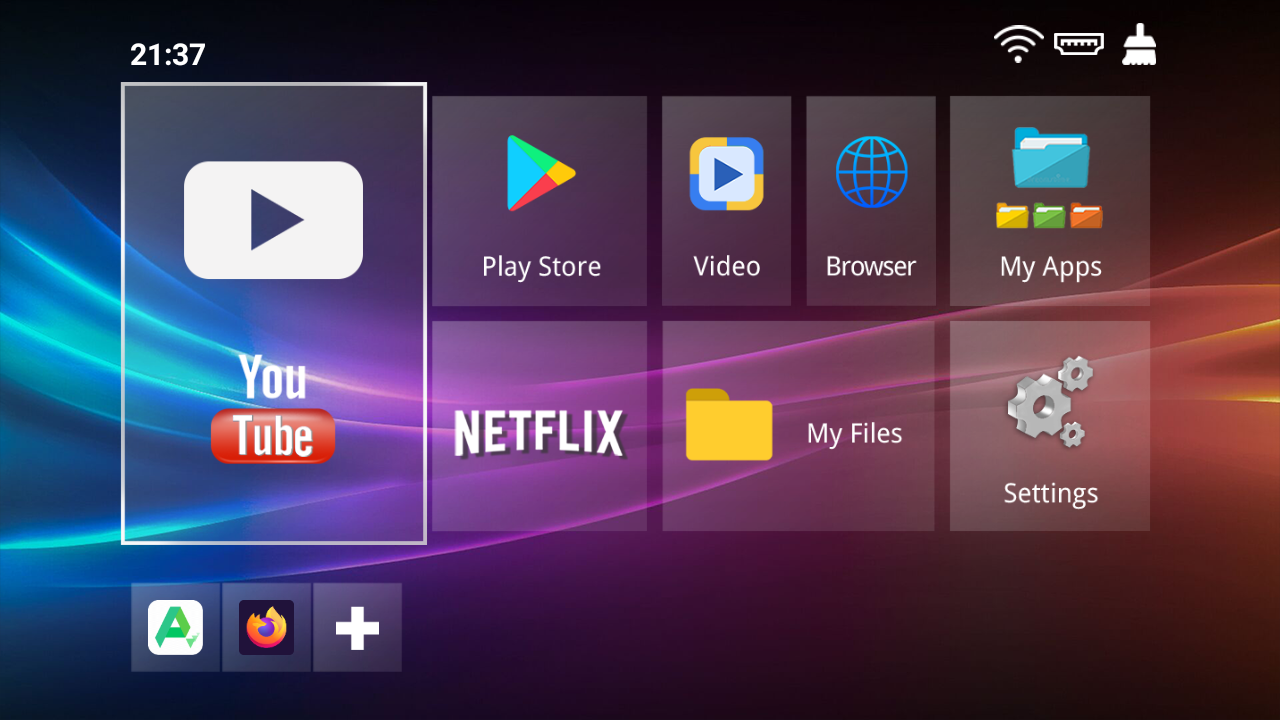 21:37
You
Tube
Play Store
Video
Browser
My Apps
NETFLIX
My Files
Settings